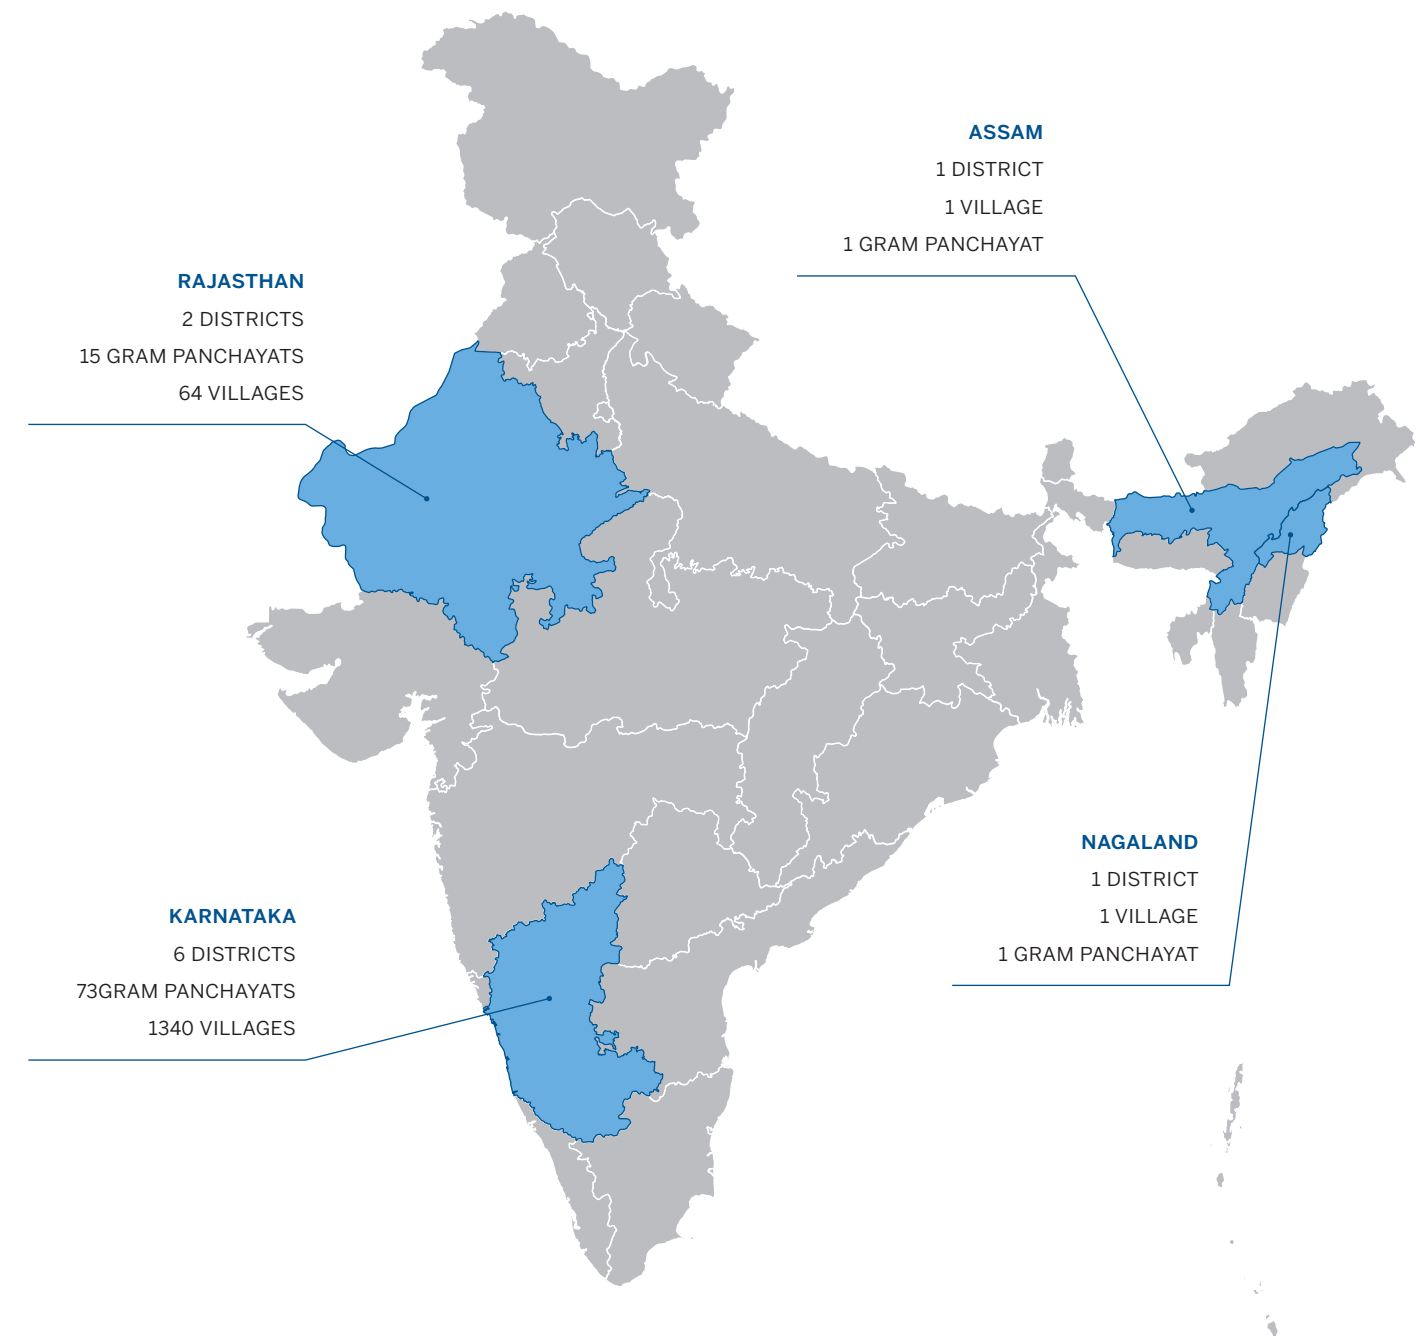 ASSAM
1 DISTRICT
1 VILLAGE
1 GRAM PANCHAYAT
RAJASTHAN
2 DISTRICTS
15 GRAM PANCHAYATS
64 VILLAGES
NAGALAND
1 DISTRICT
1 VILLAGE
1 GRAM PANCHAYAT
KARNATAKA
6 DISTRICTS
73GRAM PANCHAYATS
1340 VILLAGES